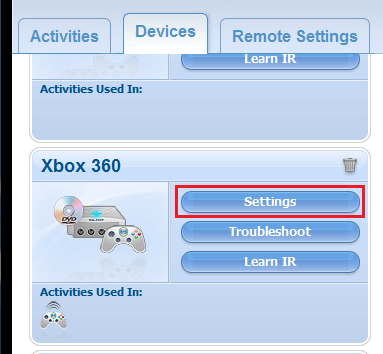 Activities
Devices
Remote Settings
Learn IR
Activities Used In:
Xbox 360
Settings
DVD
Troubleshoot
Learn IR
Activities Used In: